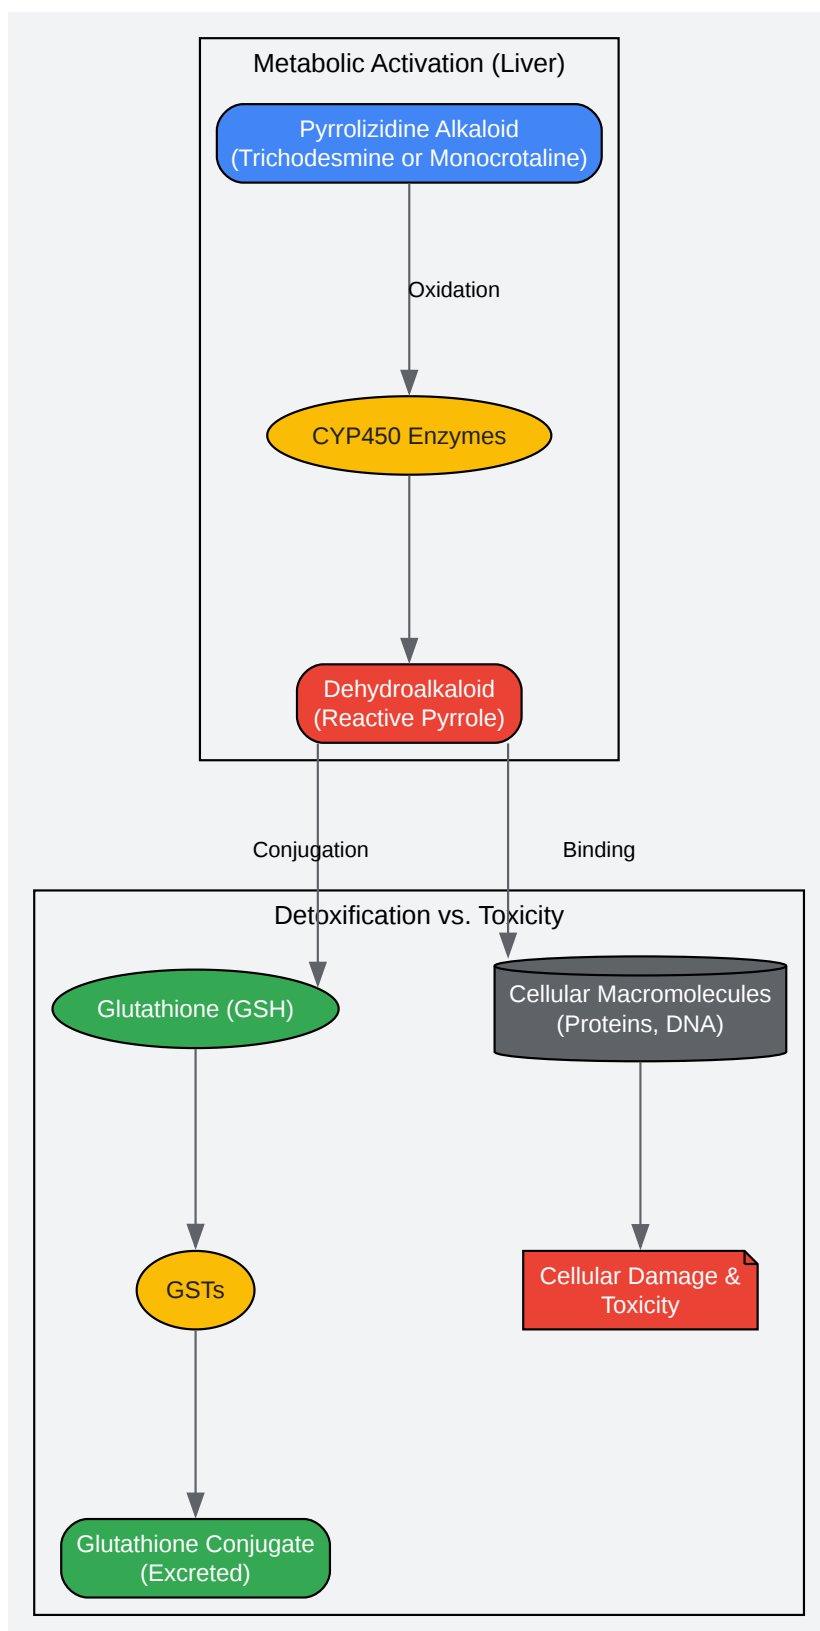 Metabolic Activation (Liver)
Pyrrolizidine Alkaloid
(Trichodesmine or Monocrotaline)
Oxidation
CYP450 Enzymes
Dehydroalkaloid
(Reactive Pyrrole)
Conjugation
Binding
Detoxification vs. Toxicity
Glutathione (GSH)
Cellular Macromolecules
(Proteins, DNA)
GSTs
Cellular Damage &
Toxicity
Glutathione Conjugate
(Excreted)